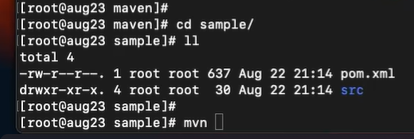 [root@aug23 maven]#
[root@aug23 maven]# cd sample/
[root@aug23 sample]# ll
total 4
-rw-r--r--. 1 root root 637 Aug 22 21:14 pom.xml
drwxr-xr-x. 4 root root  30 Aug 22 21:14 src
[root@aug23 sample]#
[root@aug23 sample]# mvn